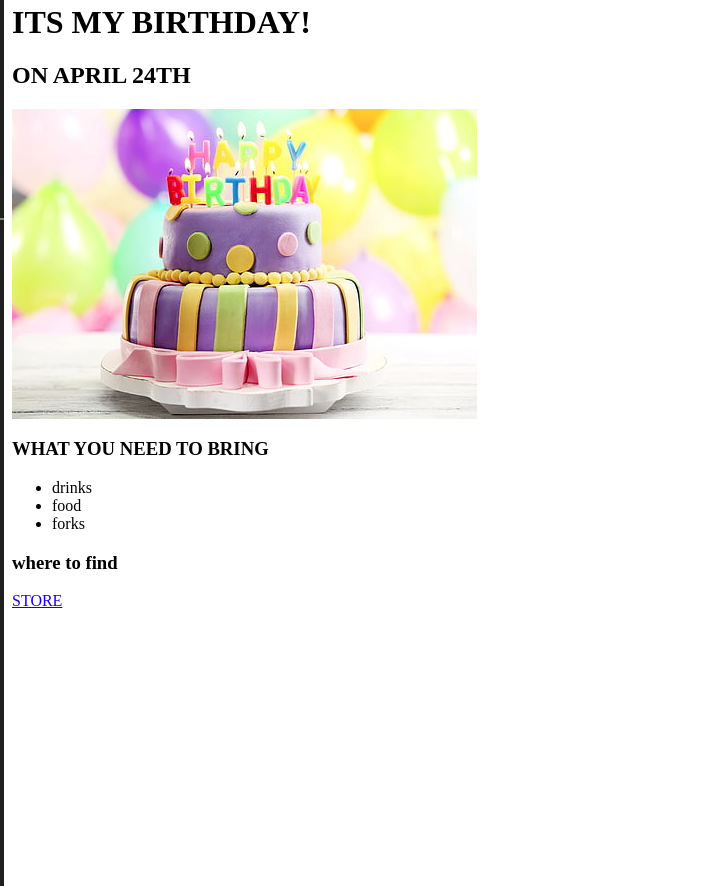 ITS MY BIRTHDAY!
ON APRIL 24TH
HAPPY
BIRTHDAY
WHAT YOU NEED TO BRING
drinks
food
forks
where to find
STORE